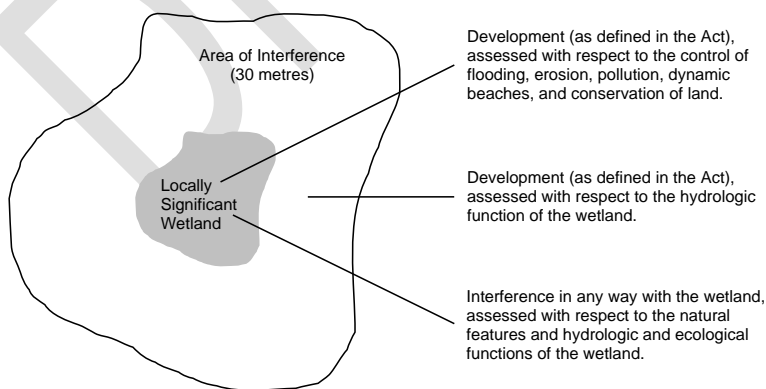 Area of Interference
(30 metres)
Locally
Significant
Wetland
Development (as defined in the Act),
assessed with respect to the control of
flooding, erosion, pollution, dynamic
beaches, and conservation of land.
Development (as defined in the Act),
assessed with respect to the hydrologic
function of the wetland.
Interference in any way with the wetland,
assessed with respect to the natural
features and hydrologic and ecological
functions of the wetland.